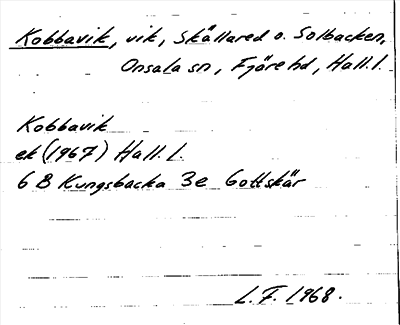 Kobbavik, vik, Skällared o. Solbacken,
Onsala sn, Fjäre hd, Hall. l.
Kobbavik
ek (1967) Hall. l.
6 B Kungsbacka 3e Gottskär
L. F. 1968.